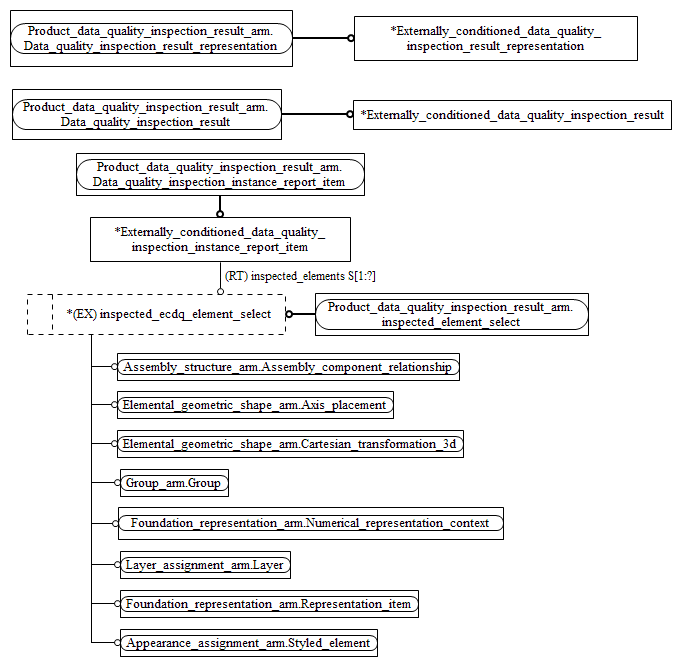 Product_data_quality_inspection_result_arm.
Data_quality_inspection_result_representation
*Externally_conditioned_data_quality_
inspection_result_representation
Product_data_quality_inspection_result_arm.
Data_quality_inspection_result
*Externally_conditioned_data_quality_inspection_result
Product_data_quality_inspection_result_arm.
Data_quality_inspection_instance_report_item
*Externally_conditioned_data_quality_
inspection_instance_report_item
(RT) inspected_elements S[1:?]
*(EX) inspected_ecdq_element_select
Product_data_quality_inspection_result_arm.
inspected_element_select
Assembly_structure_arm.Assembly_component_relationship
Elemental_geometric_shape_arm.Axis_placement
Elemental_geometric_shape_arm.Cartesian_transformation_3d
Group_arm.Group
Foundation_representation_arm.Numerical_representation_context
Layer_assignment_arm.Layer
Foundation_representation_arm.Representation_item
Appearance_assignment_arm.Styled_element